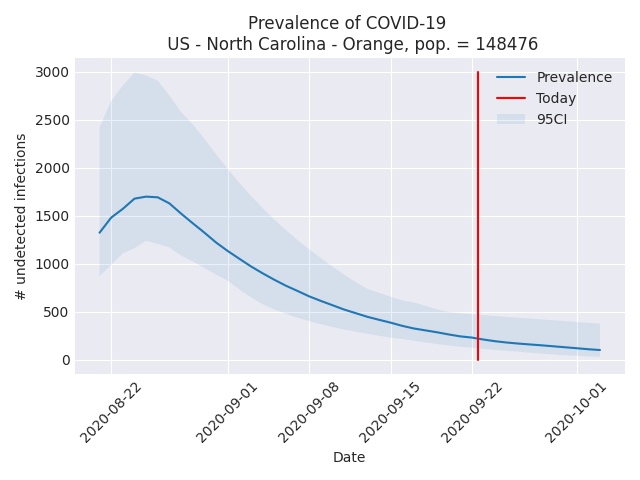 Prevalence of COVID-19
US - North Carolina - Orange, pop. = 148476
3000
2500
2000
1500
1000
500
0
# undetected infections
Prevalence
Today
95CI
2020-08-22
2020-09-01
2020-09-08
2020-09-15
2020-09-22
2020-10-01
Date